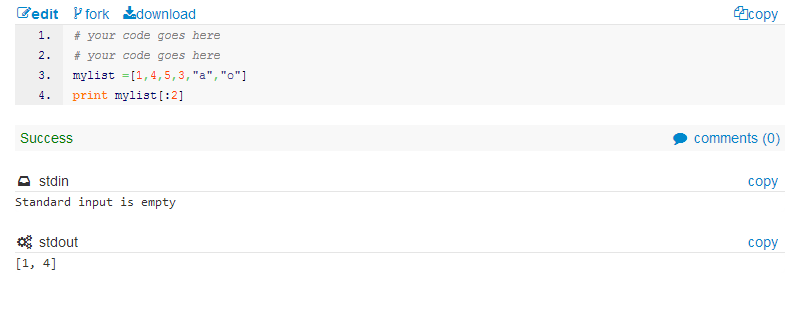 edit fork download copy
1. # your code goes here
2. # your code goes here
3. mylist =[1,4,5,3,"a","o"]
4. print mylist[:2]
Success comments (0)
stdin copy
Standard input is empty
stdout copy
[1, 4]